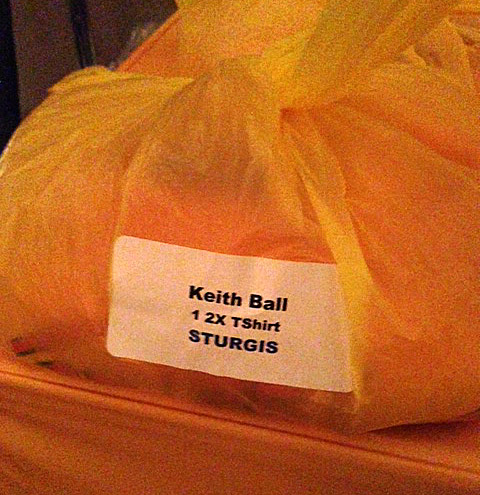 Keith Ball
1 2X TShirt
STURGIS